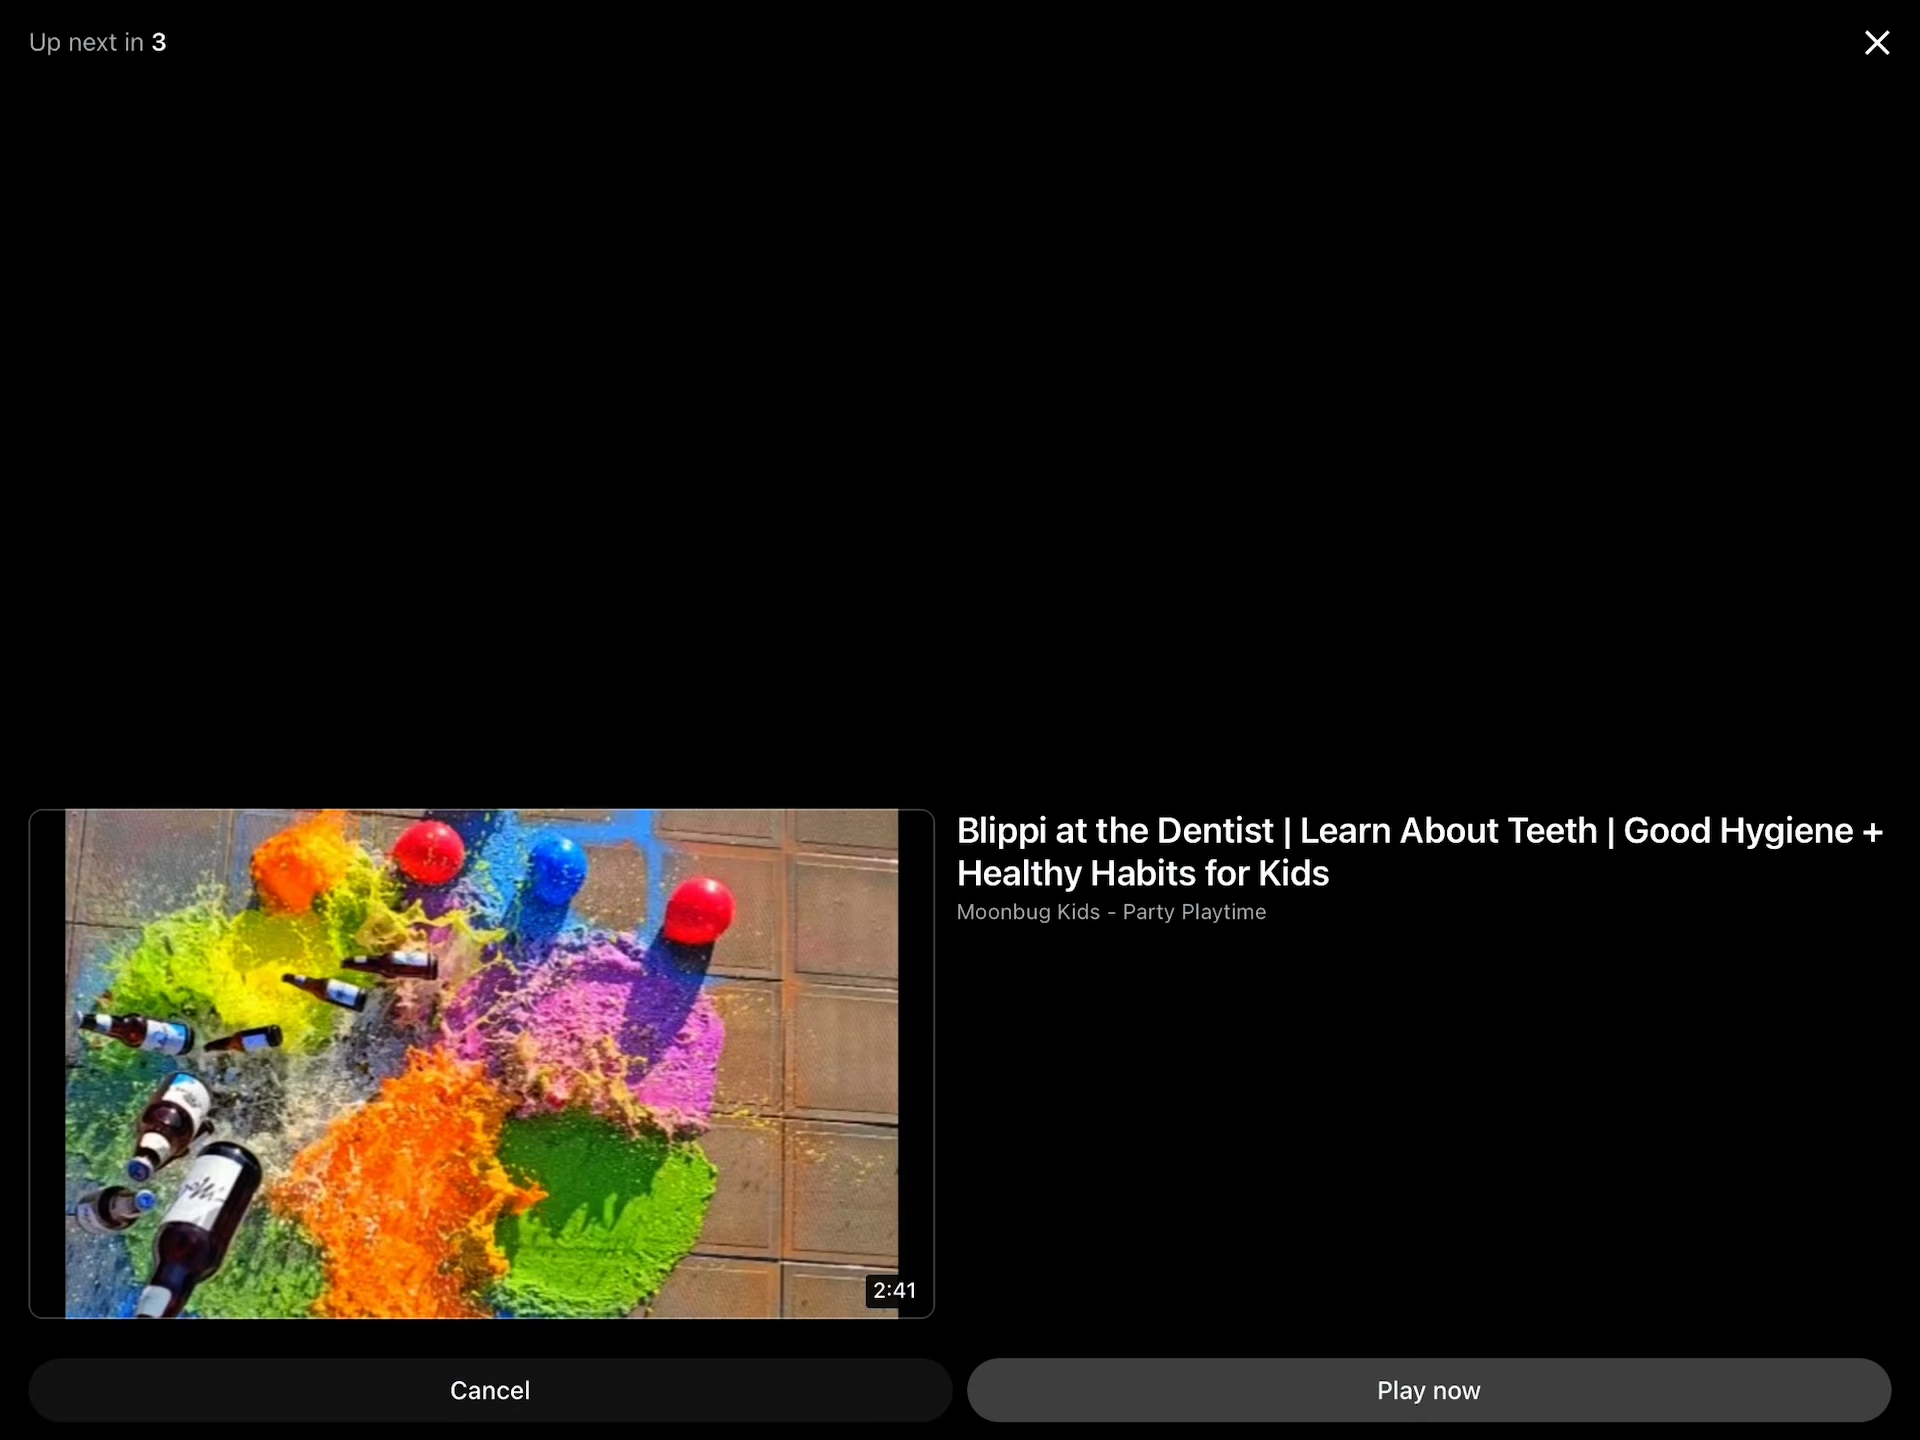 Up next in 3
Blippi at the Dentist | Learn About Teeth | Good Hygiene +
Healthy Habits for Kids
Moonbug Kids - Party Playtime
2:41
Cancel
Play now